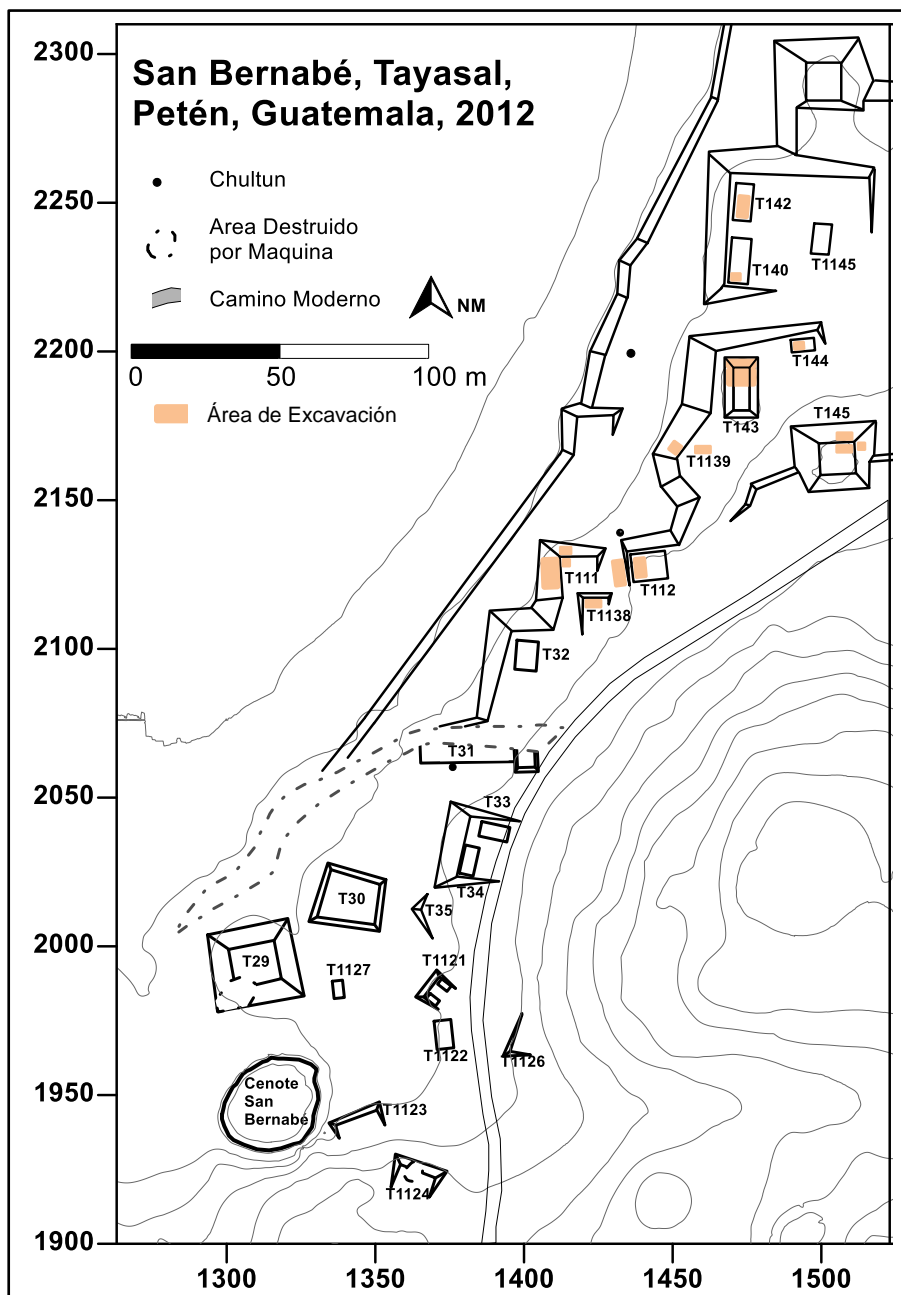 San Bernabé, Tayasal,
Petén, Guatemala, 2012
Chultun
Area Destruido
por Maquina
Camino Moderno
NM
0 50 100 m
Área de Excavación
2300
2250
2200
2150
2100
2050
2000
1950
1900
1300 1350 1400 1450 1500
T142
T1145
T140
T144
T143
T145
T1139
T111
T112
T1138
T32
T31
T33
T34
T30
T35
T29
T1127
T1121
T1122
T1126
Cenote
San
Bernabé
T1123
T1124